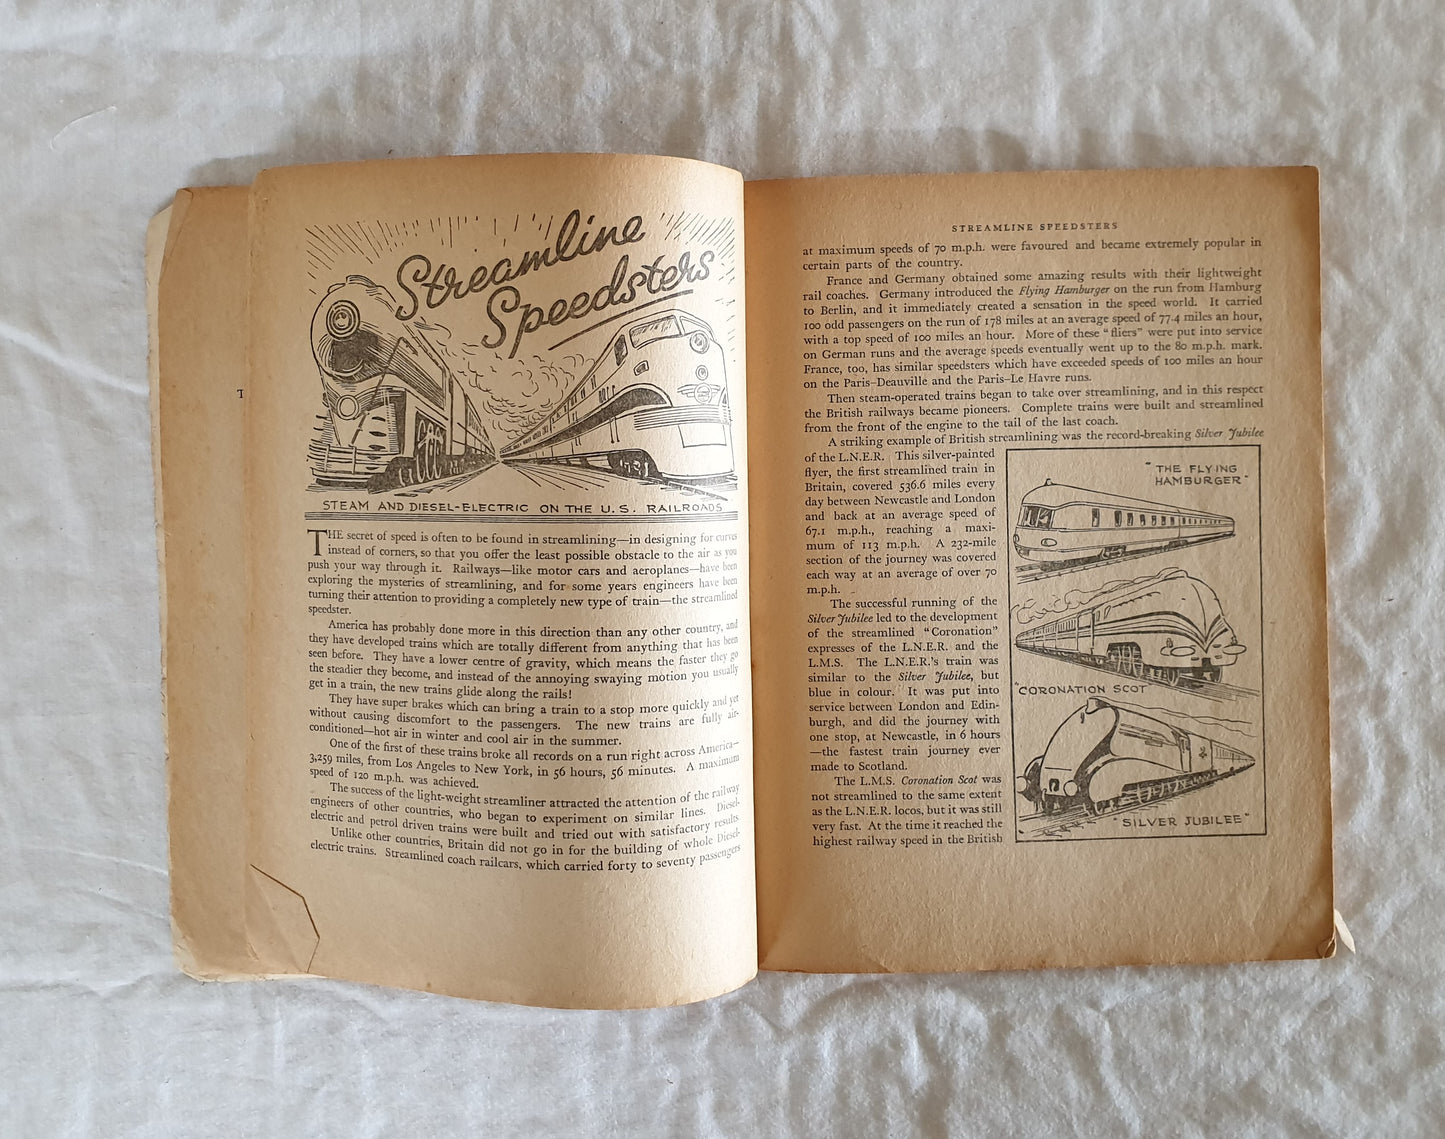 T
Streamline
Speedsters
STEAM AND DIESEL-ELECTRIC ON THE U.S. RAILROADS
THE secret of speed is often to be found in streamlining—in designing for curves
instead of corners, so that you offer the least possible obstacle to the air as you
push your way through it. Railways—like motor cars and aeroplanes—have been
exploring the mysteries of streamlining, and for some years engineers have been
turning their attention to providing a completely new type of train—the streamlined
speedster.
America has probably done more in this direction than any other country, and
they have developed trains which are totally different from anything that has been
seen before. They have a lower centre of gravity, which means the faster they go
the steadier they become, and instead of the annoying swaying motion you usually
get in a train, the new trains glide along the rails!
They have super brakes which can bring a train to a stop more quickly and yet
without causing discomfort to the passengers. The new trains are fully air-
conditioned—hot air in winter and cool air in the summer.
One of the first of these trains broke all records on a run right across America—
3,259 miles, from Los Angeles to New York, in 56 hours, 56 minutes. A maximum
speed of 120 m.p.h. was achieved.
The success of the light-weight streamliner attracted the attention of the railway
engineers of other countries, who began to experiment on similar lines. Diesel-
electric and petrol driven trains were built and tried out with satisfactory results.
Unlike other countries, Britain did not go in for the building of whole Diesel-
electric trains. Streamlined coach railcars, which carried forty to seventy passengers
STREAMLINE SPEEDSTERS
at maximum speeds of 70 m.p.h. were favoured and became extremely popular in
certain parts of the country.
France and Germany obtained some amazing results with their lightweight
rail coaches. Germany introduced the Flying Hamburger on the run from Hamburg
to Berlin, and it immediately created a sensation in the speed world. It carried
100 odd passengers on the run of 178 miles at an average speed of 77.4 miles an hour,
with a top speed of 100 miles an hour. More of these "fliers" were put into service
on German runs and the average speeds eventually went up to the 80 m.p.h. mark.
France, too, has similar speedsters which have exceeded speeds of 100 miles an hour
on the Paris–Deauville and the Paris–Le Havre runs.
Then steam-operated trains began to take over streamlining, and in this respect
the British railways became pioneers. Complete trains were built and streamlined
from the front of the engine to the tail of the last coach.
A striking example of British streamlining was the record-breaking Silver Jubilee
of the L.N.E.R. This silver-painted
flyer, the first streamlined train in
Britain, covered 536.6 miles every
day between Newcastle and London
and back at an average speed of
67.1 m.p.h., reaching a maxi-
mum of 113 m.p.h. A 232-mile
section of the journey was covered
each way at an average of over 70
m.p.h.
The successful running of the
Silver Jubilee led to the development
of the streamlined "Coronation"
expresses of the L.N.E.R. and the
L.M.S. The L.N.E.R.'s train was
similar to the Silver Jubilee, but
blue in colour. It was put into
service between London and Edin-
burgh, and did the journey with
one stop, at Newcastle, in 6 hours
—the fastest train journey ever
made to Scotland.
The L.M.S. Coronation Scot was
not streamlined to the same extent
as the L.N.E.R. locos, but it was still
very fast. At the time it reached the
highest railway speed in the British
"THE FLYING
HAMBURGER"
"CORONATION SCOT"
"SILVER JUBILEE"